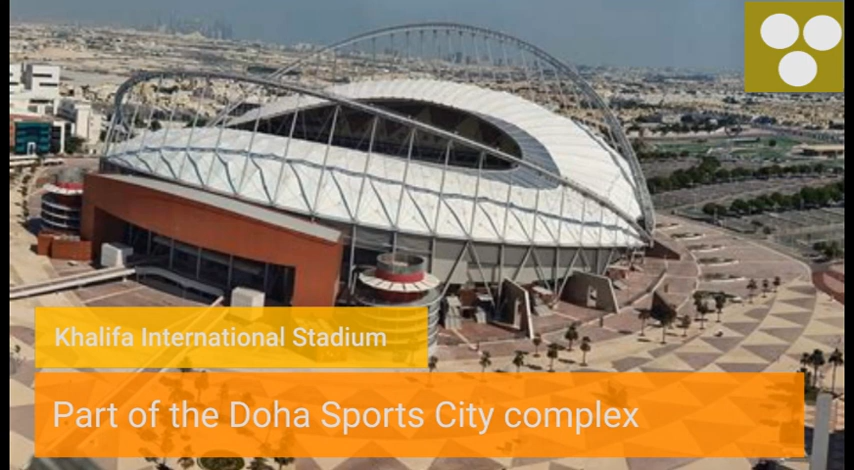 Khalifa International Stadium
Part of the Doha Sports City complex